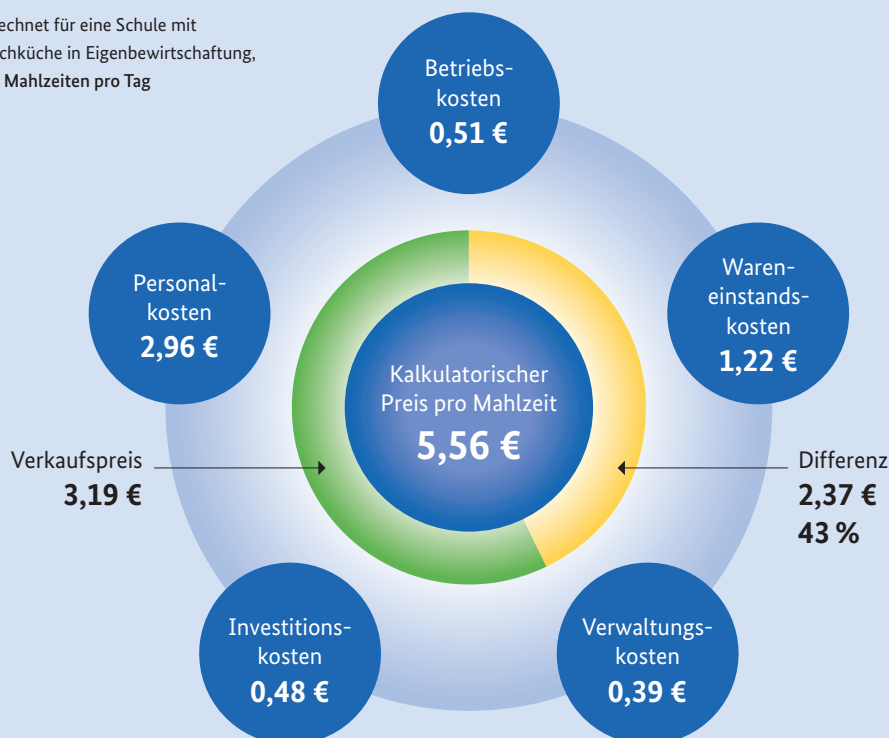 echnet für eine Schule mit
chküche in Eigenbewirtschaftung,
Mahlzeiten pro Tag
Betriebs-
kosten
0,51 €
Personal-
kosten
2,96 €
Waren-
einstands-
kosten
1,22 €
Kalkulatorischer
Preis pro Mahlzeit
5,56 €
Verkaufspreis
3,19 €
Differenz
2,37 €
43 %
Investitions-
kosten
0,48 €
Verwaltungs-
kosten
0,39 €